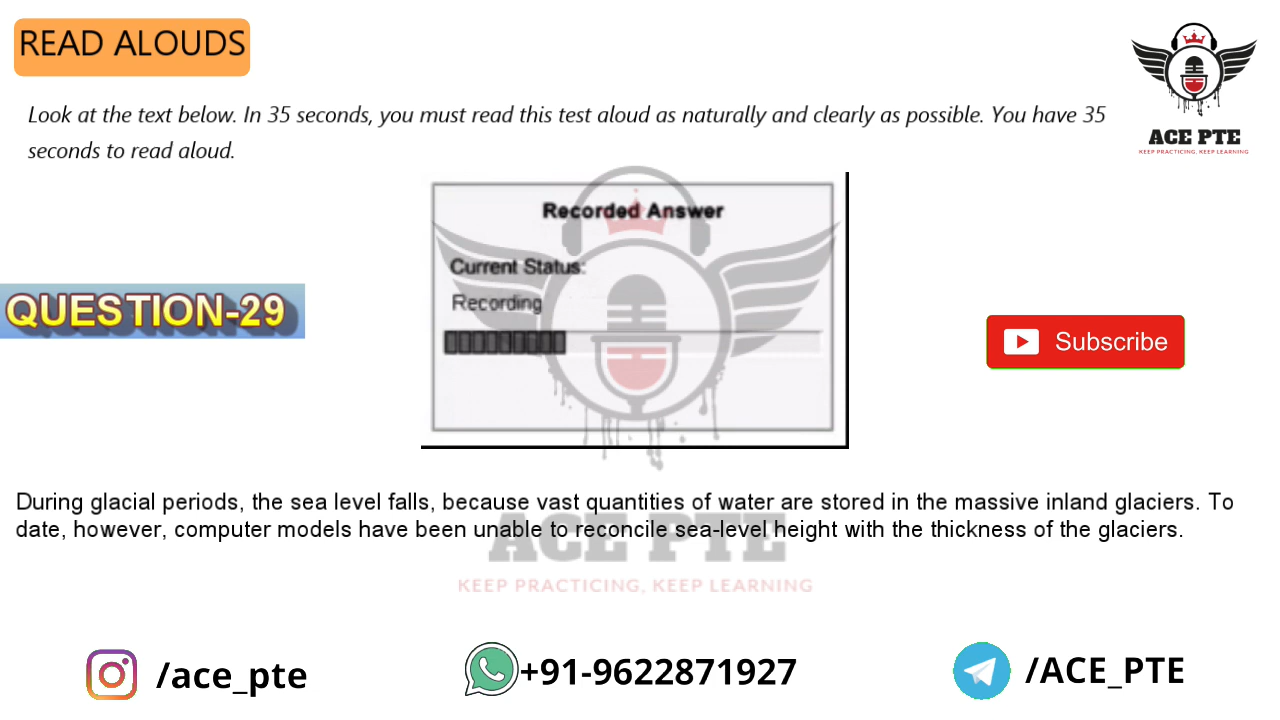 READ ALOUDS
Look at the text below. In 35 seconds, you must read this test aloud as naturally and clearly as possible. You have 35
seconds to read aloud.
ACE PTE
KEEP PRACTICING, KEEP LEARNING
Recorded Answer
Current Status:
Recording
QUESTION-29
Subscribe
During glacial periods, the sea level falls, because vast quantities of water are stored in the massive inland glaciers. To
date, however, computer models have been unable to reconcile sea-level height with the thickness of the glaciers.
ACE PTE
KEEP PRACTICING, KEEP LEARNING
/ace_pte
+91-9622871927
/ACE_PTE